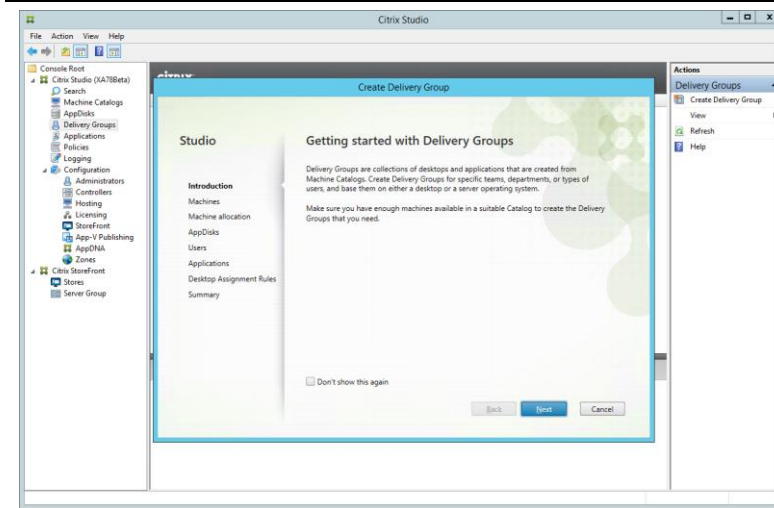 Citrix Studio
File Action View Help
Console Root
Citrix Studio (XA78Beta)
Search
Machine Catalogs
AppDisks
Delivery Groups
Applications
Policies
Logging
Configuration
Administrators
Controllers
Hosting
Licensing
StoreFront
App-V Publishing
AppDNA
Zones
Citrix StoreFront
Stores
Server Group
Create Delivery Group
Studio
Introduction
Machines
Machine allocation
AppDisks
Users
Applications
Desktop Assignment Rules
Summary
Getting started with Delivery Groups
Delivery Groups are collections of desktops and applications that are created from
Machine Catalogs. Create Delivery Groups for specific teams, departments, or types of
users, and base them on either a desktop or a server operating system.
Make sure you have enough machines available in a suitable Catalog to create the Delivery
Groups that you need.
Don't show this again
Back Next Cancel
Actions
Delivery Groups
Create Delivery Group
View
Refresh
Help